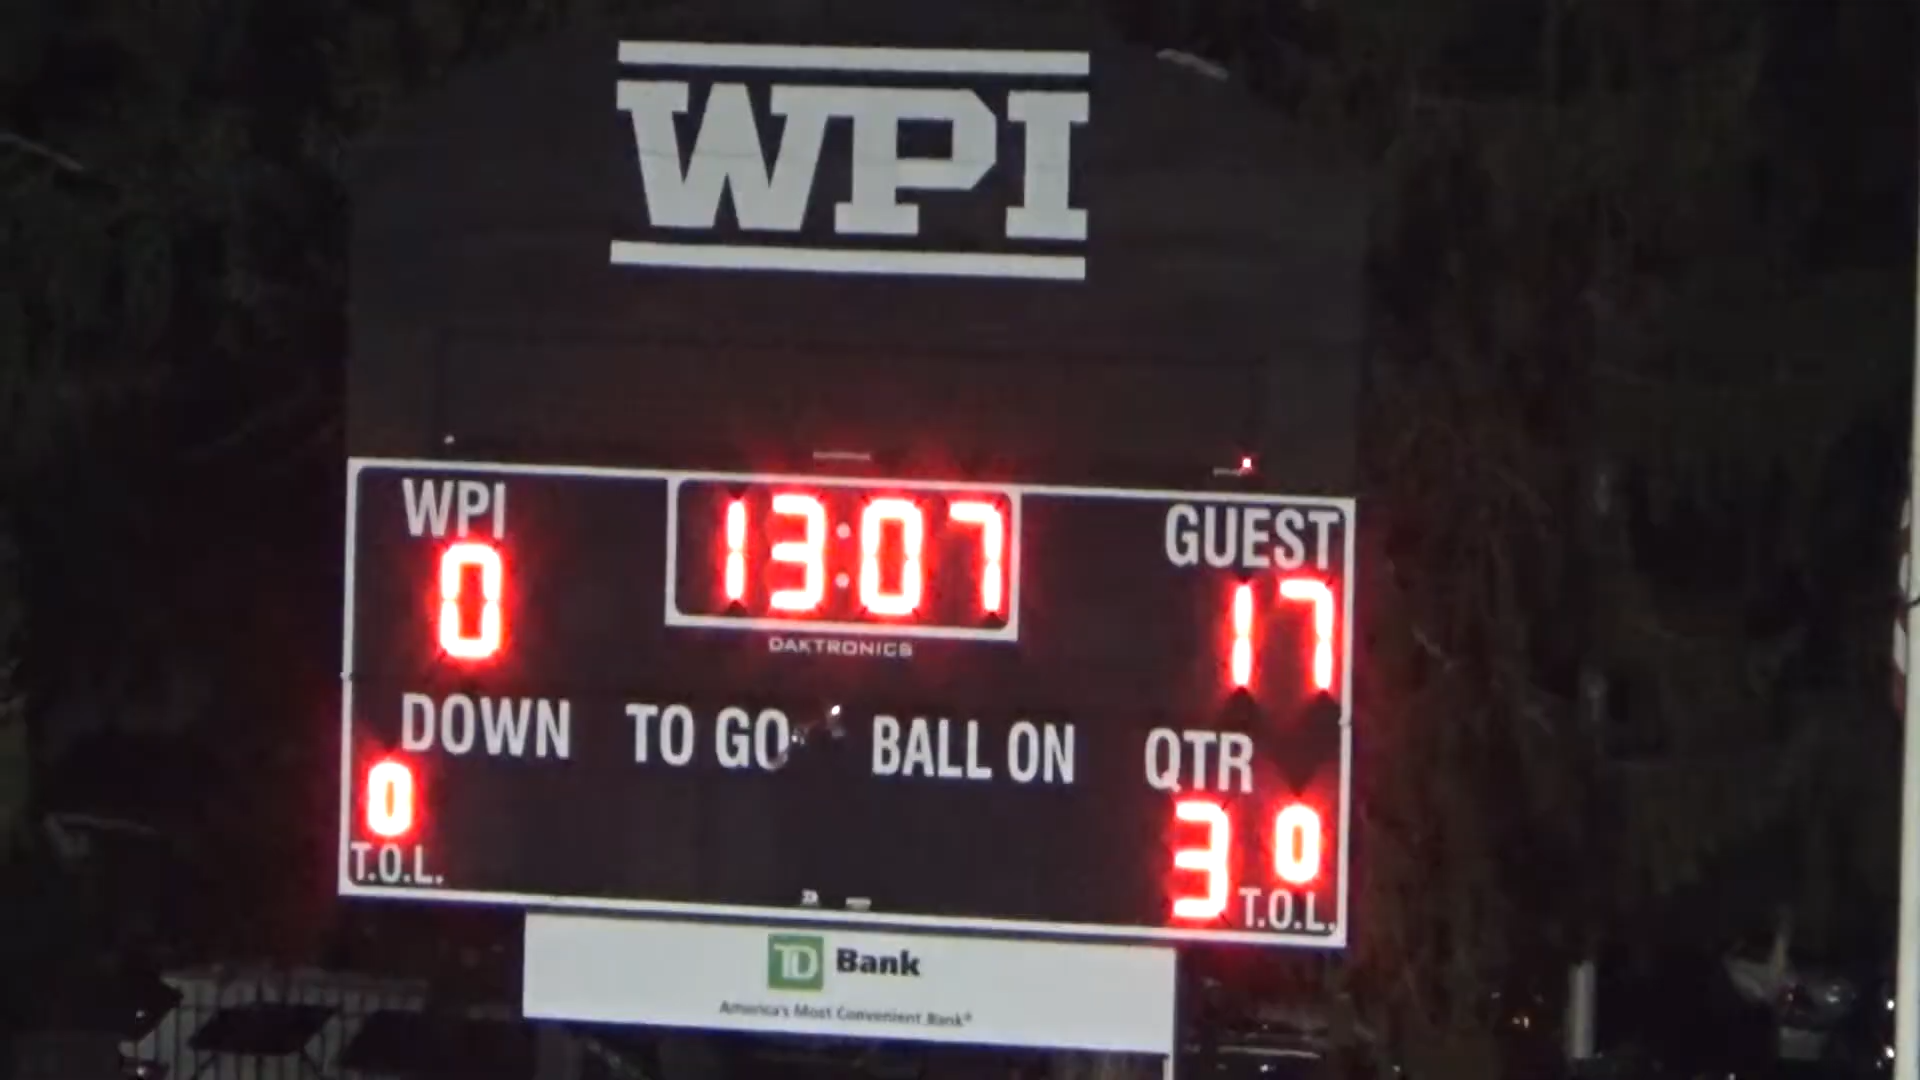 WPI
WPI 13:07 GUEST
0 17
DAKTRONICS
DOWN TO GO BALL ON QTR
0 3 0
T.O.L. T.O.L.
TD Bank
America's Most Convenient Bank®